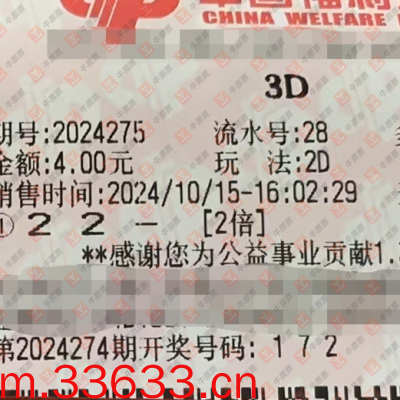 CHINA WELFARE
3D
期号:2024275 流水号:28
金额:4.00元 玩 法:2D
销售时间:2024/10/15-16:02:29
① 2 2 - [2倍]
**感谢您为公益事业贡献1.
第2024274期开奖号码: 1 7 2
m.33633.cn